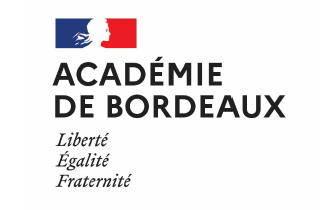 ACADÉMIE
DE BORDEAUX
Liberté
Égalité
Fraternité